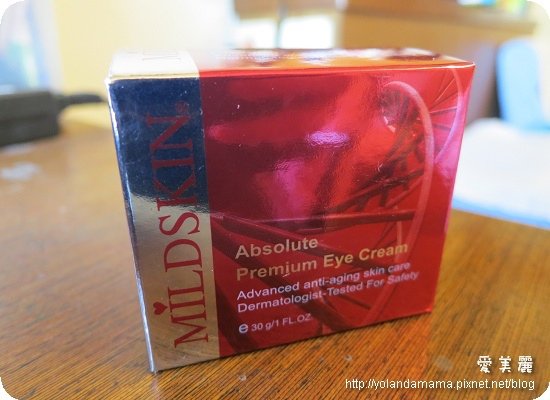 MILDSKIN
Absolute
Premium Eye Cream
Advanced anti-aging skin care
Dermatologist-Tested For Safety
e 30 g/1 FL.OZ.
愛美麗
http://yolandamama.pixnet.net/blog